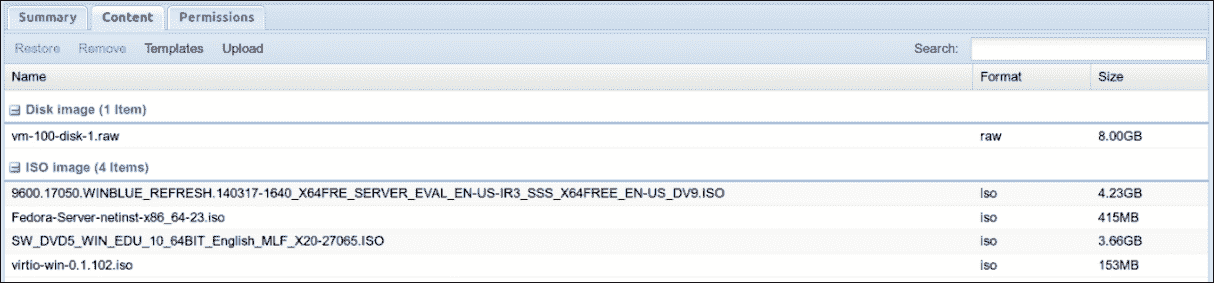 Summary Content Permissions
Restore Remove Templates Upload Search:
Name Format Size
Disk image (1 Item)
vm-100-disk-1.raw raw 8.00GB
ISO image (4 Items)
9600.17050.WINBLUE_REFRESH.140317-1640_X64FRE_SERVER_EVAL_EN-US-IR3_SSS_X64FREE_EN-US_DV9.ISO iso 4.23GB
Fedora-Server-netinst-x86_64-23.iso iso 415MB
SW_DVD5_WIN_EDU_10_64BIT_English_MLF_X20-27065.ISO iso 3.66GB
virtio-win-0.1.102.iso iso 153MB